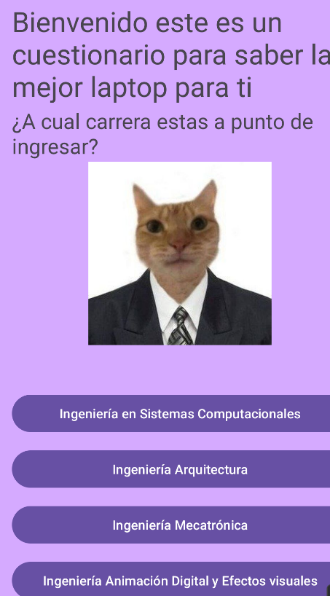 Bienvenido este es un
cuestionario para saber la
mejor laptop para ti
¿A cual carrera estas a punto de
ingresar?
Ingeniería en Sistemas Computacionales
Ingeniería Arquitectura
Ingeniería Mecatrónica
Ingeniería Animación Digital y Efectos visuales